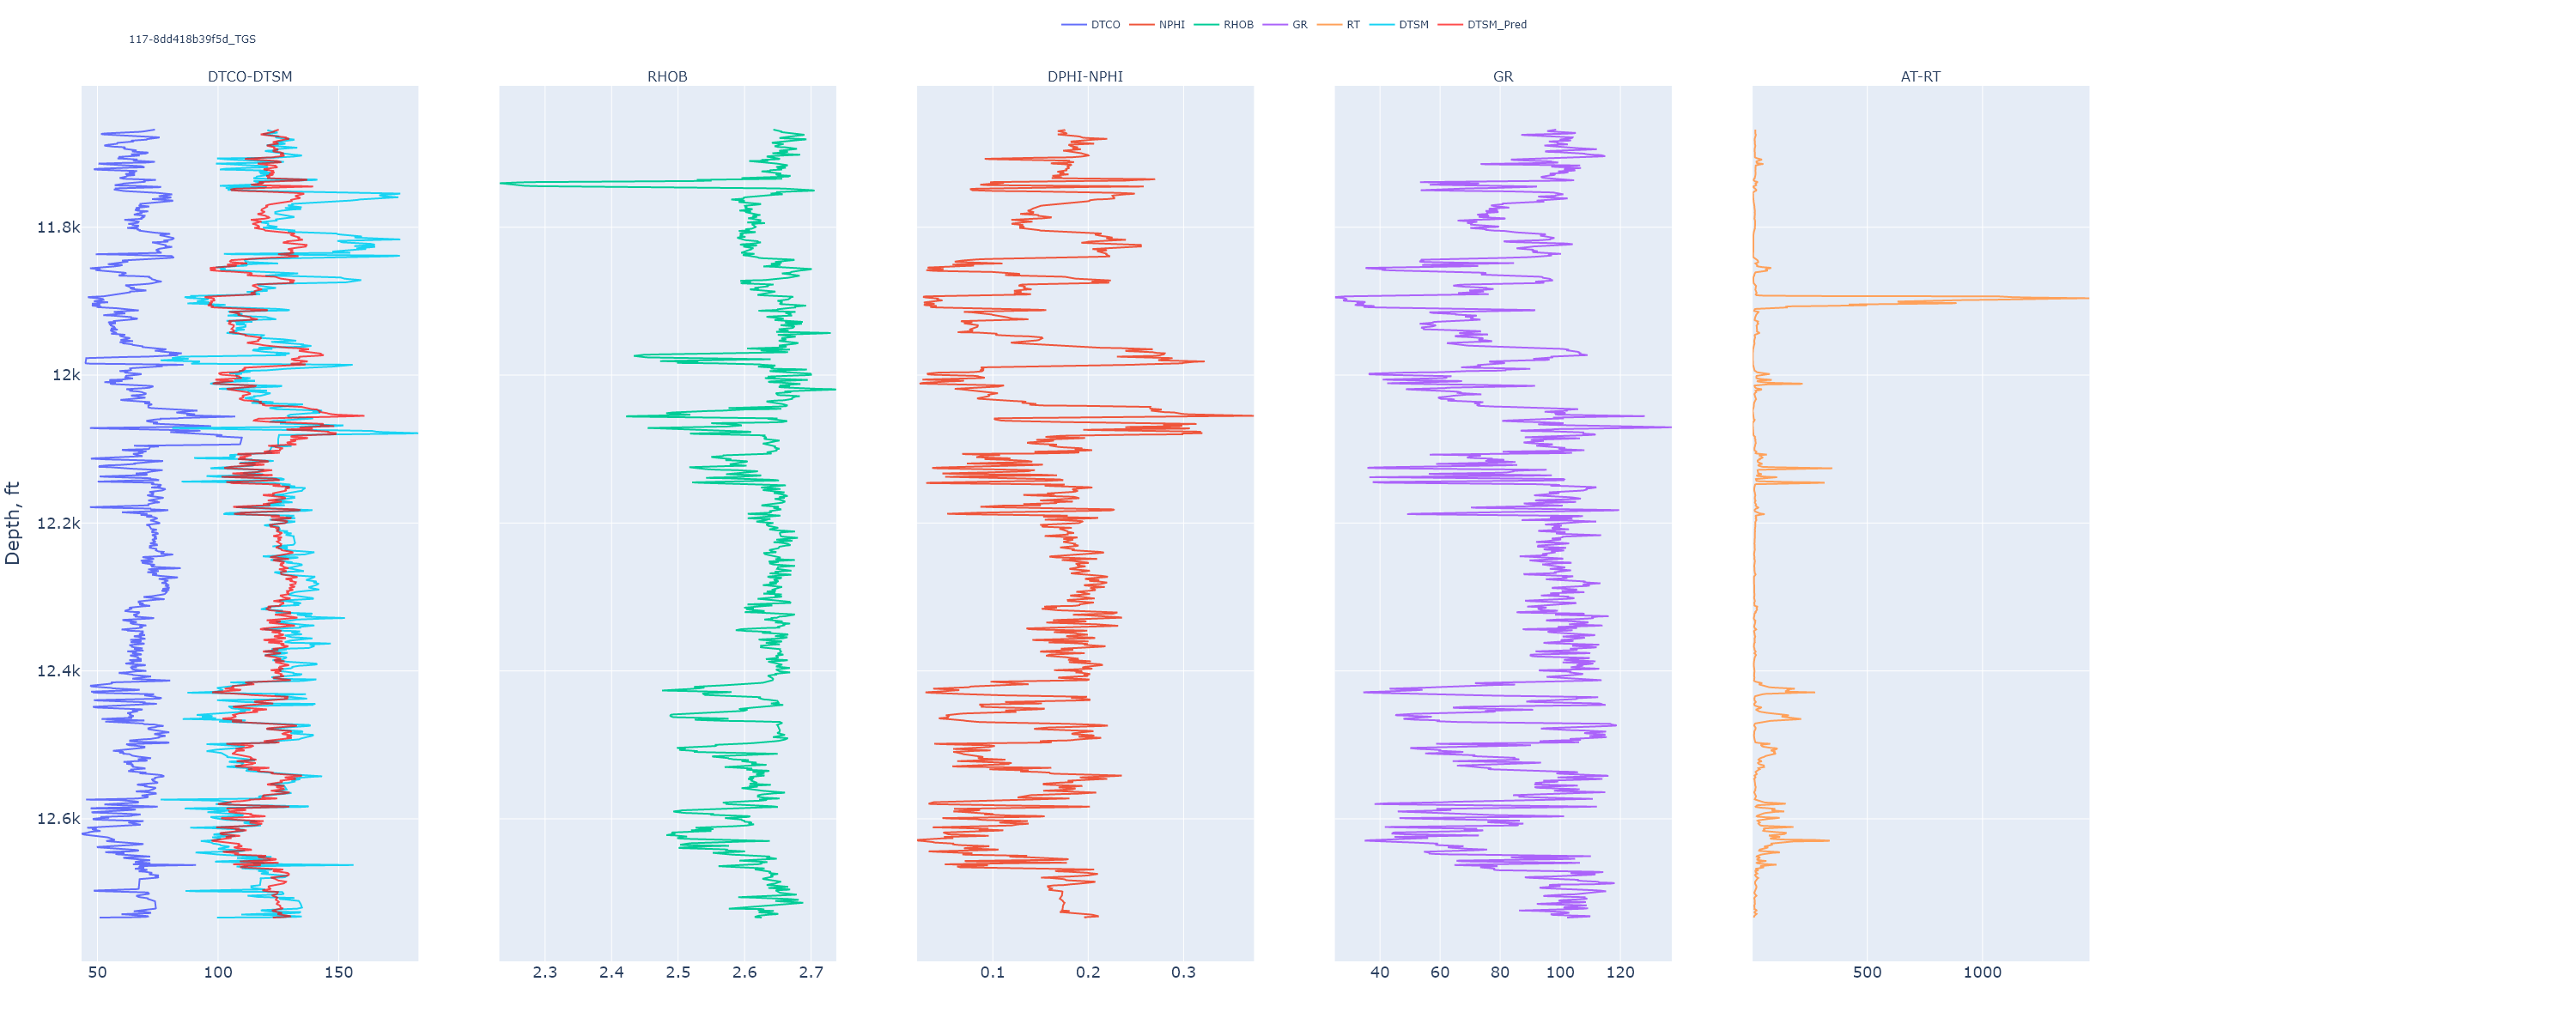 DTCO NPHI RHOB GR RT DTSM DTSM_Pred
117-8dd418b39f5d_TGS
DTCO-DTSM RHOB DPHI-NPHI GR AT-RT
Depth, ft
11.8k
12k
12.2k
12.4k
12.6k
50 100 150 2.3 2.4 2.5 2.6 2.7 0.1 0.2 0.3 40 60 80 100 120 500 1000